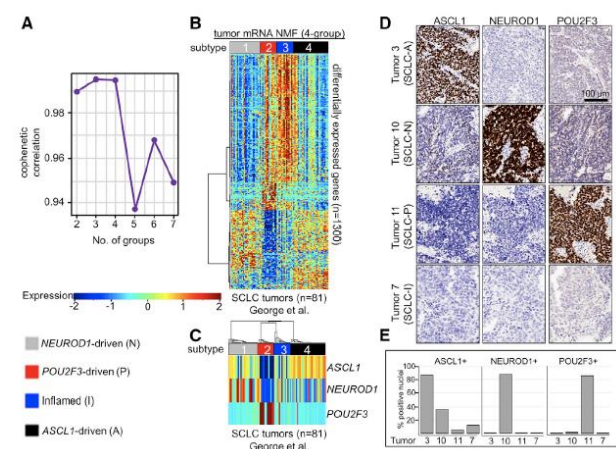 A
cophenetic
correlation
0.98
0.96
0.94
2 3 4 5 6 7
No. of groups
Expression
-2 -1 0 1 2
NEUROD1-driven (N)
POU2F3-driven (P)
Inflamed (I)
ASCL1-driven (A)
B
tumor mRNA NMF (4-group)
subtype 1 2 3 4
differentially expressed genes (n=1300)
SCLC tumors (n=81)
George et al.
C
subtype 1 2 3 4
ASCL1
NEUROD1
POU2F3
SCLC tumors (n=81)
George et al.
D
ASCL1 NEUROD1 POU2F3
Tumor 3
(SCLC-A)
100 µm
Tumor 10
(SCLC-N)
Tumor 11
(SCLC-P)
Tumor 7
(SCLC-I)
E
ASCL1+ NEUROD1+ POU2F3+
% positive nuclei
100
80
60
40
20
Tumor 3 10 11 7 3 10 11 7 3 10 11 7